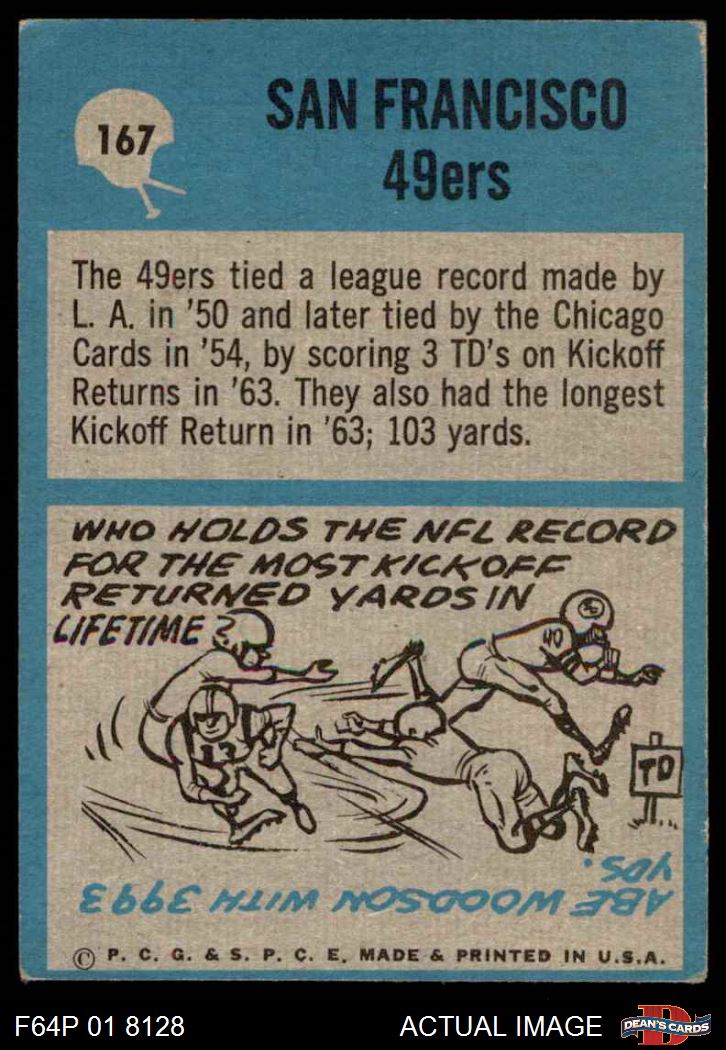 167
SAN FRANCISCO
49ers
The 49ers tied a league record made by
L. A. in '50 and later tied by the Chicago
Cards in '54, by scoring 3 TD's on Kickoff
Returns in '63. They also had the longest
Kickoff Return in '63; 103 yards.
WHO HOLDS THE NFL RECORD
FOR THE MOST KICKOFF
RETURNED YARDS IN
LIFETIME?
40
13
TD
ABE WOODSON WITH 3993
YDS.
© P. C. G. & S. P. C. E. MADE & PRINTED IN U.S.A.
F64P 01 8128
ACTUAL IMAGE
D
DEAN'S CARDS